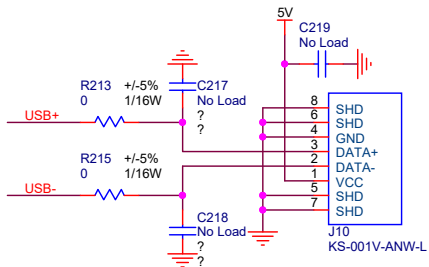 5V
C219
No Load
R213 +/-5%
0 1/16W
C217
No Load
?
?
USB+
8 SHD
6 SHD
4 GND
3 DATA+
2 DATA-
1 VCC
5 SHD
7 SHD
R215 +/-5%
0 1/16W
USB-
C218
No Load
?
?
J10
KS-001V-ANW-L